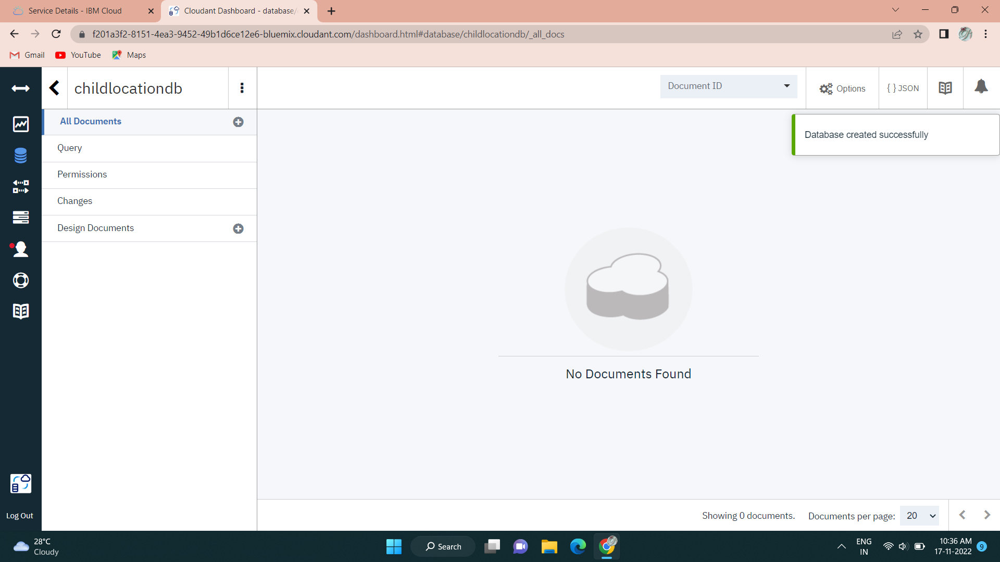 Service Details - IBM Cloud
Cloudant Dashboard - database/
f201a3f2-8151-4ea3-9452-49b1d6ce12e6-bluemix.cloudant.com/dashboard.html#database/childlocationdb/_all_docs
Gmail
YouTube
Maps
childlocationdb
Document ID
Options
{ } JSON
All Documents
Database created successfully
Query
Permissions
Changes
Design Documents
No Documents Found
Log Out
Showing 0 documents.
Documents per page:
20
28°C
Cloudy
Search
ENG
IN
10:36 AM
17-11-2022
9